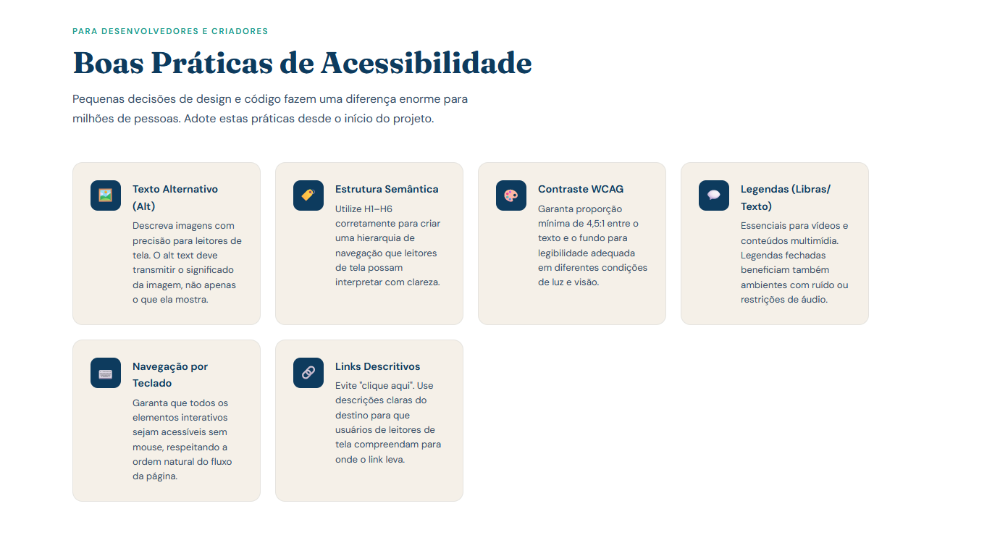 PARA DESENVOLVEDORES E CRIADORES
Boas Práticas de Acessibilidade
Pequenas decisões de design e código fazem uma diferença enorme para
milhões de pessoas. Adote estas práticas desde o início do projeto.
Texto Alternativo
(Alt)
Descreva imagens com
precisão para leitores de
tela. O alt text deve
transmitir o significado
da imagem, não apenas
o que ela mostra.
Estrutura Semântica
Utilize H1–H6
corretamente para criar
uma hierarquia de
navegação que leitores
de tela possam
interpretar com clareza.
Contraste WCAG
Garanta proporção
mínima de 4,5:1 entre o
texto e o fundo para
legibilidade adequada
em diferentes condições
de luz e visão.
Legendas (Libras/
Texto)
Essenciais para vídeos e
conteúdos multimídia.
Legendas fechadas
beneficiam também
ambientes com ruído ou
restrições de áudio.
Navegação por
Teclado
Garanta que todos os
elementos interativos
sejam acessíveis sem
mouse, respeitando a
ordem natural do fluxo
da página.
Links Descritivos
Evite "clique aqui". Use
descrições claras do
destino para que
usuários de leitores de
tela compreendam para
onde o link leva.